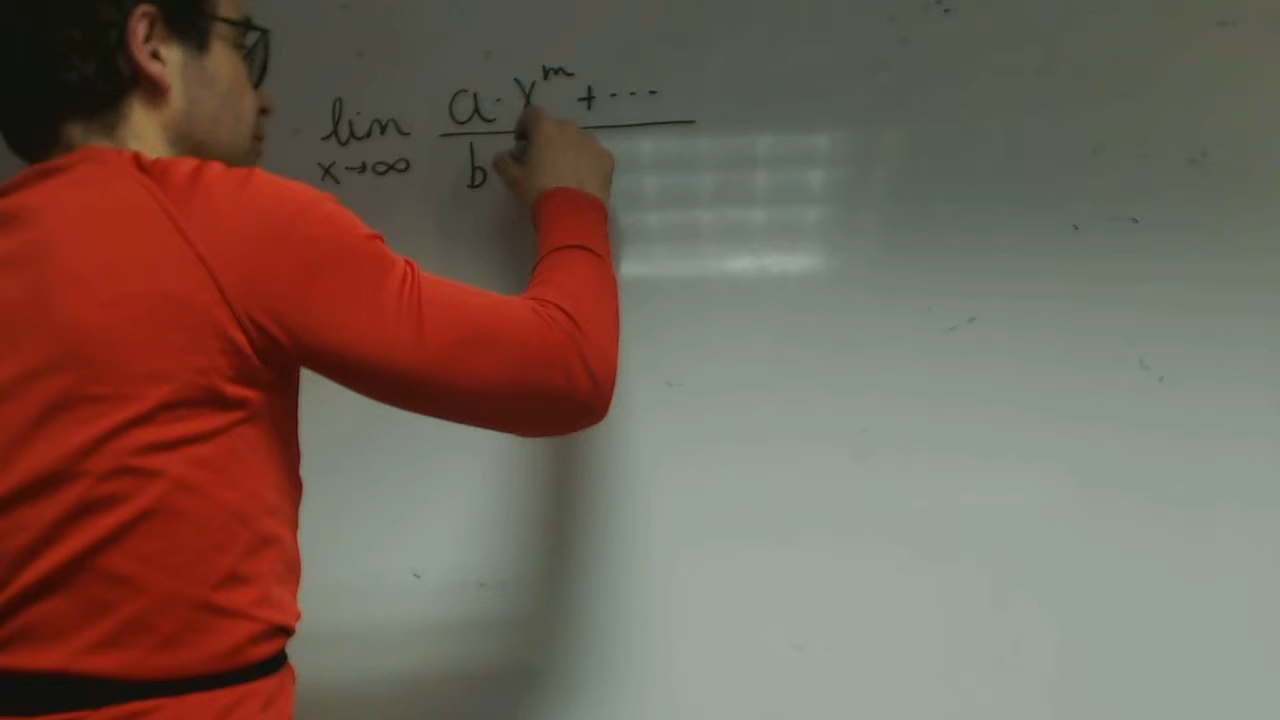 lim a·x^m + ···
x→∞ b